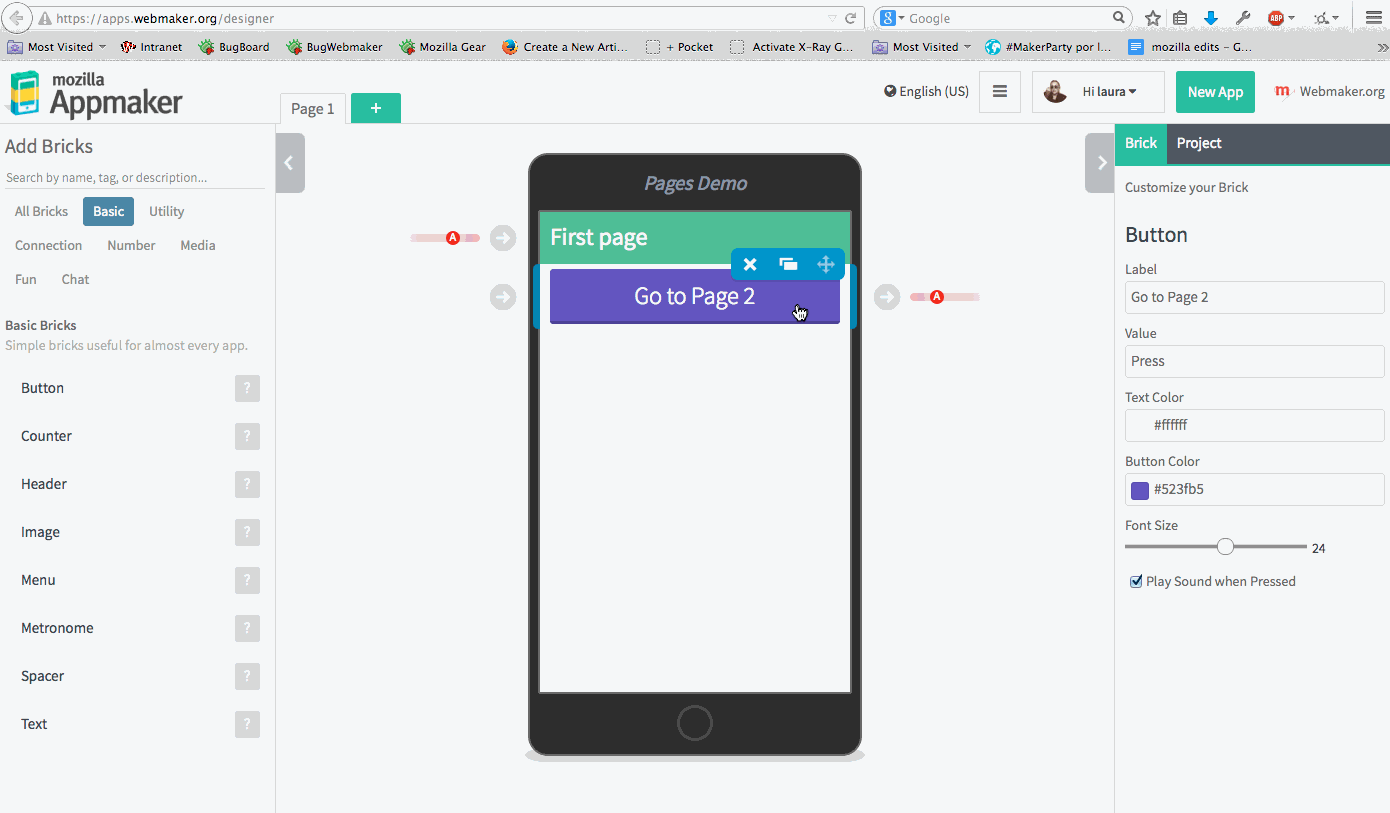 https://apps.webmaker.org/designer
Google
ABP
Most Visited
Intranet
BugBoard
BugWebmaker
Mozilla Gear
Create a New Arti...
+ Pocket
Activate X-Ray G...
Most Visited
#MakerParty por I...
mozilla edits – G...
mozilla
Appmaker
Page 1
+
English (US)
Hi laura
New App
m
Webmaker.org
Add Bricks
Search by name, tag, or description...
All Bricks
Basic
Utility
Connection
Number
Media
Fun
Chat
Basic Bricks
Simple bricks useful for almost every app.
Button ?
Counter ?
Header ?
Image ?
Menu ?
Metronome ?
Spacer ?
Text ?
Pages Demo
A
First page
Go to Page 2
A
Brick
Project
Customize your Brick
Button
Label
Go to Page 2
Value
Press
Text Color
#ffffff
Button Color
#523fb5
Font Size
24
Play Sound when Pressed